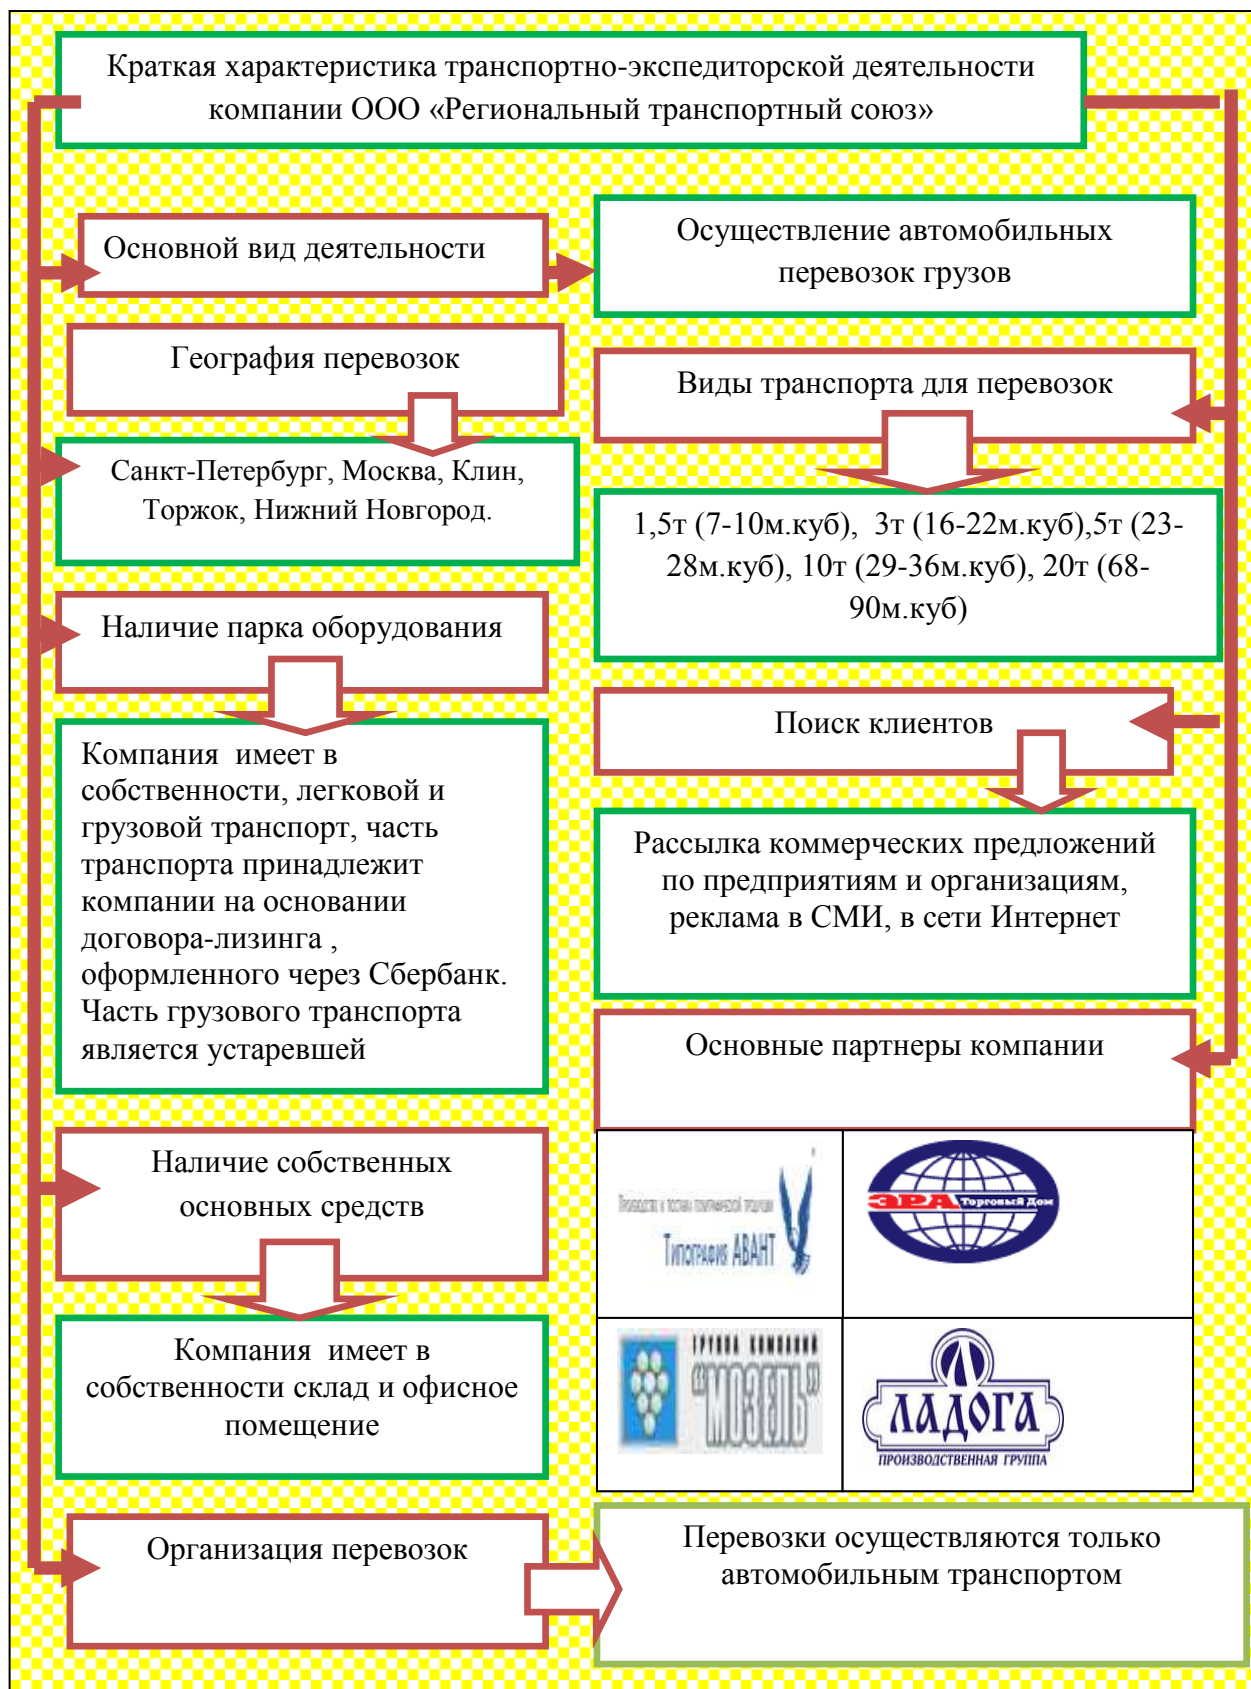 Краткая характеристика транспортно-экспедиторской деятельности
компании ООО «Региональный транспортный союз»
Основной вид деятельности
Осуществление автомобильных
перевозок грузов
География перевозок
Санкт-Петербург, Москва, Клин,
Торжок, Нижний Новгород.
Виды транспорта для перевозок
1,5т (7-10м.куб),  3т (16-22м.куб),5т (23-
28м.куб), 10т (29-36м.куб), 20т (68-
90м.куб)
Наличие парка оборудования
Компания  имеет в
собственности, легковой и
грузовой транспорт, часть
транспорта принадлежит
компании на основании
договора-лизинга ,
оформленного через Сбербанк.
Часть грузового транспорта
является устаревшей
Поиск клиентов
Рассылка коммерческих предложений
по предприятиям и организациям,
реклама в СМИ, в сети Интернет
Основные партнеры компании
Производство и поставка полиграфической продукции
Типография АВАНТ
ЭРА Торговый Дом
ГРУППА КОМПАНИЙ
"МОЗЕЛЬ"
ЛАДОГА
ПРОИЗВОДСТВЕННАЯ ГРУППА
Наличие собственных
основных средств
Компания  имеет в
собственности склад и офисное
помещение
Организация перевозок
Перевозки осуществляются только
автомобильным транспортом